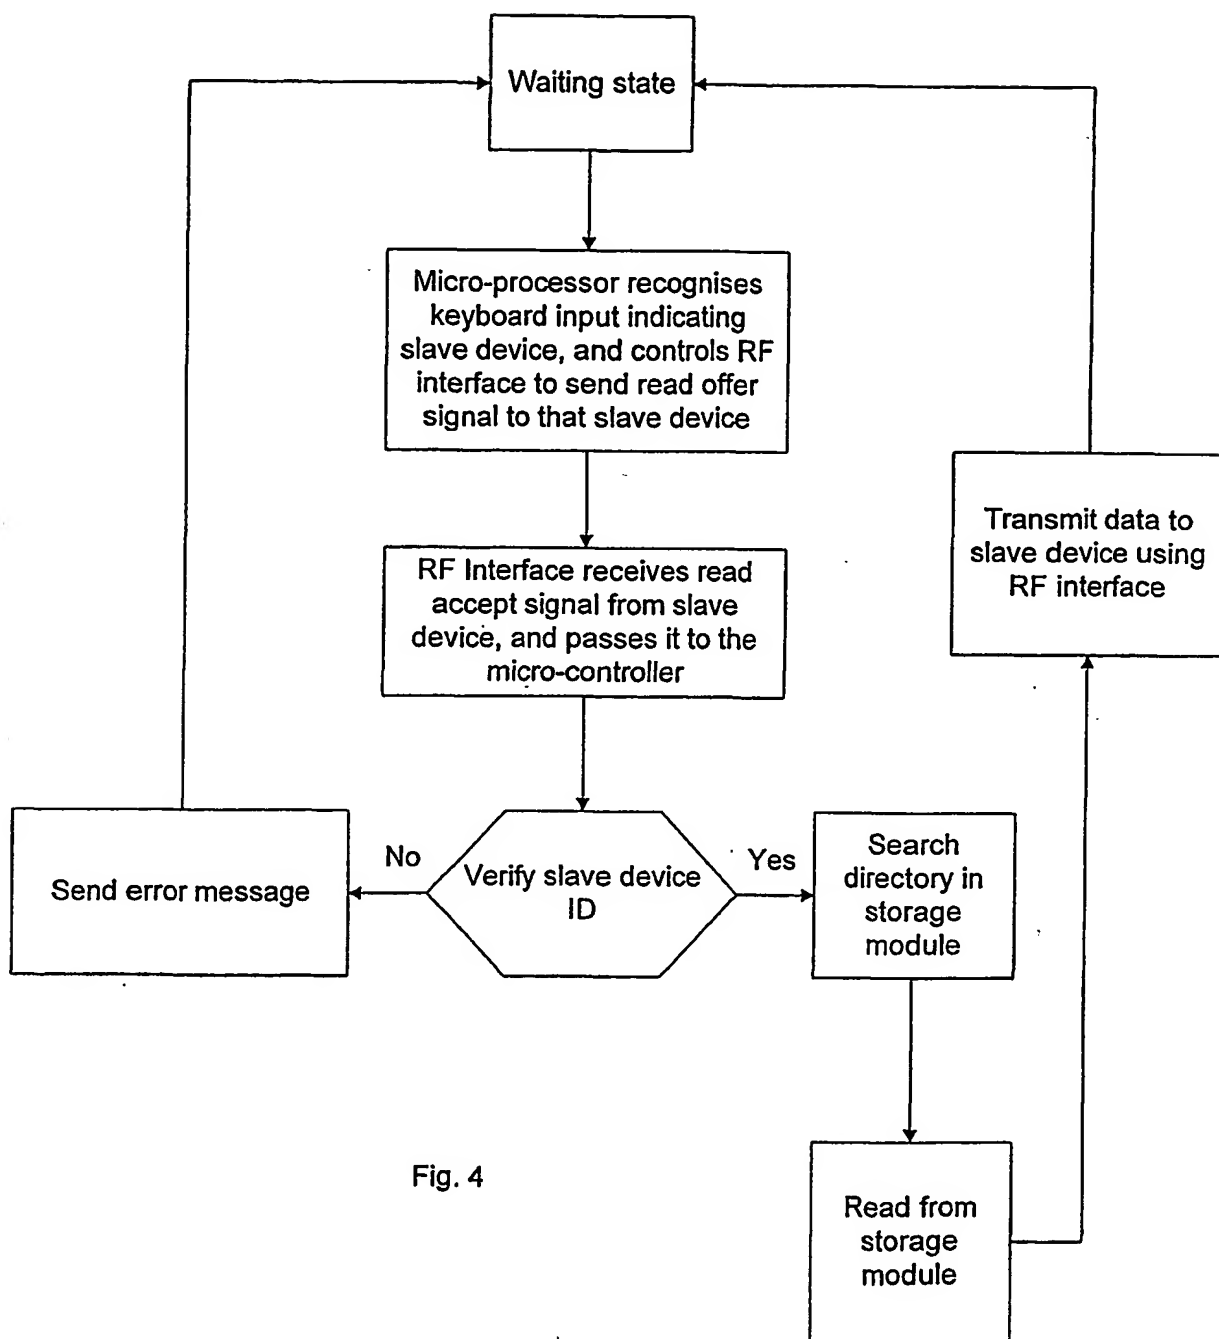 Waiting state
Micro-processor recognises
keyboard input indicating
slave device, and controls RF
interface to send read offer
signal to that slave device
RF Interface receives read
accept signal from slave
device, and passes it to the
micro-controller
Transmit data to
slave device using
RF interface
Send error message
No
Verify slave device
ID
Yes
Search
directory in
storage
module
Fig. 4
Read from
storage
module